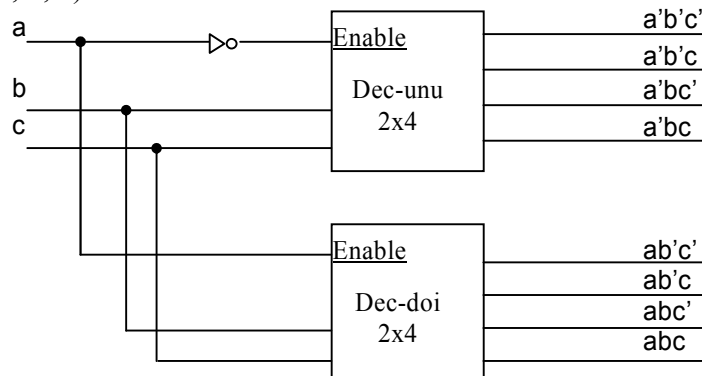 a
Enable
a'b'c'
a'b'c
b
Dec-unu
a'bc'
2x4
c
a'bc
Enable
ab'c'
ab'c
Dec-doi
abc'
2x4
abc